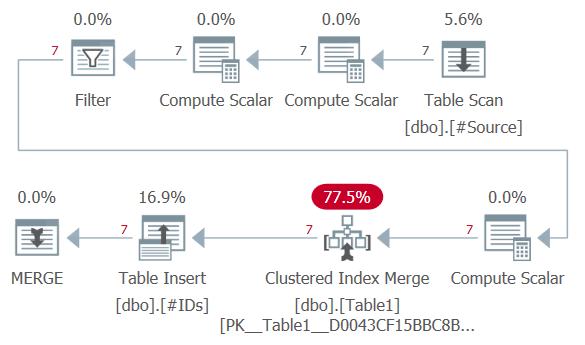 0.0% 0.0% 0.0% 5.6%
7 7 7 7
Filter Compute Scalar Compute Scalar Table Scan
[dbo].[#Source]
0.0% 16.9% 77.5% 0.0%
7 7 7 7
MERGE Table Insert Clustered Index Merge Compute Scalar
[dbo].[#IDs] [dbo].[Table1]
[PK__Table1__D0043CF15BBC8B...